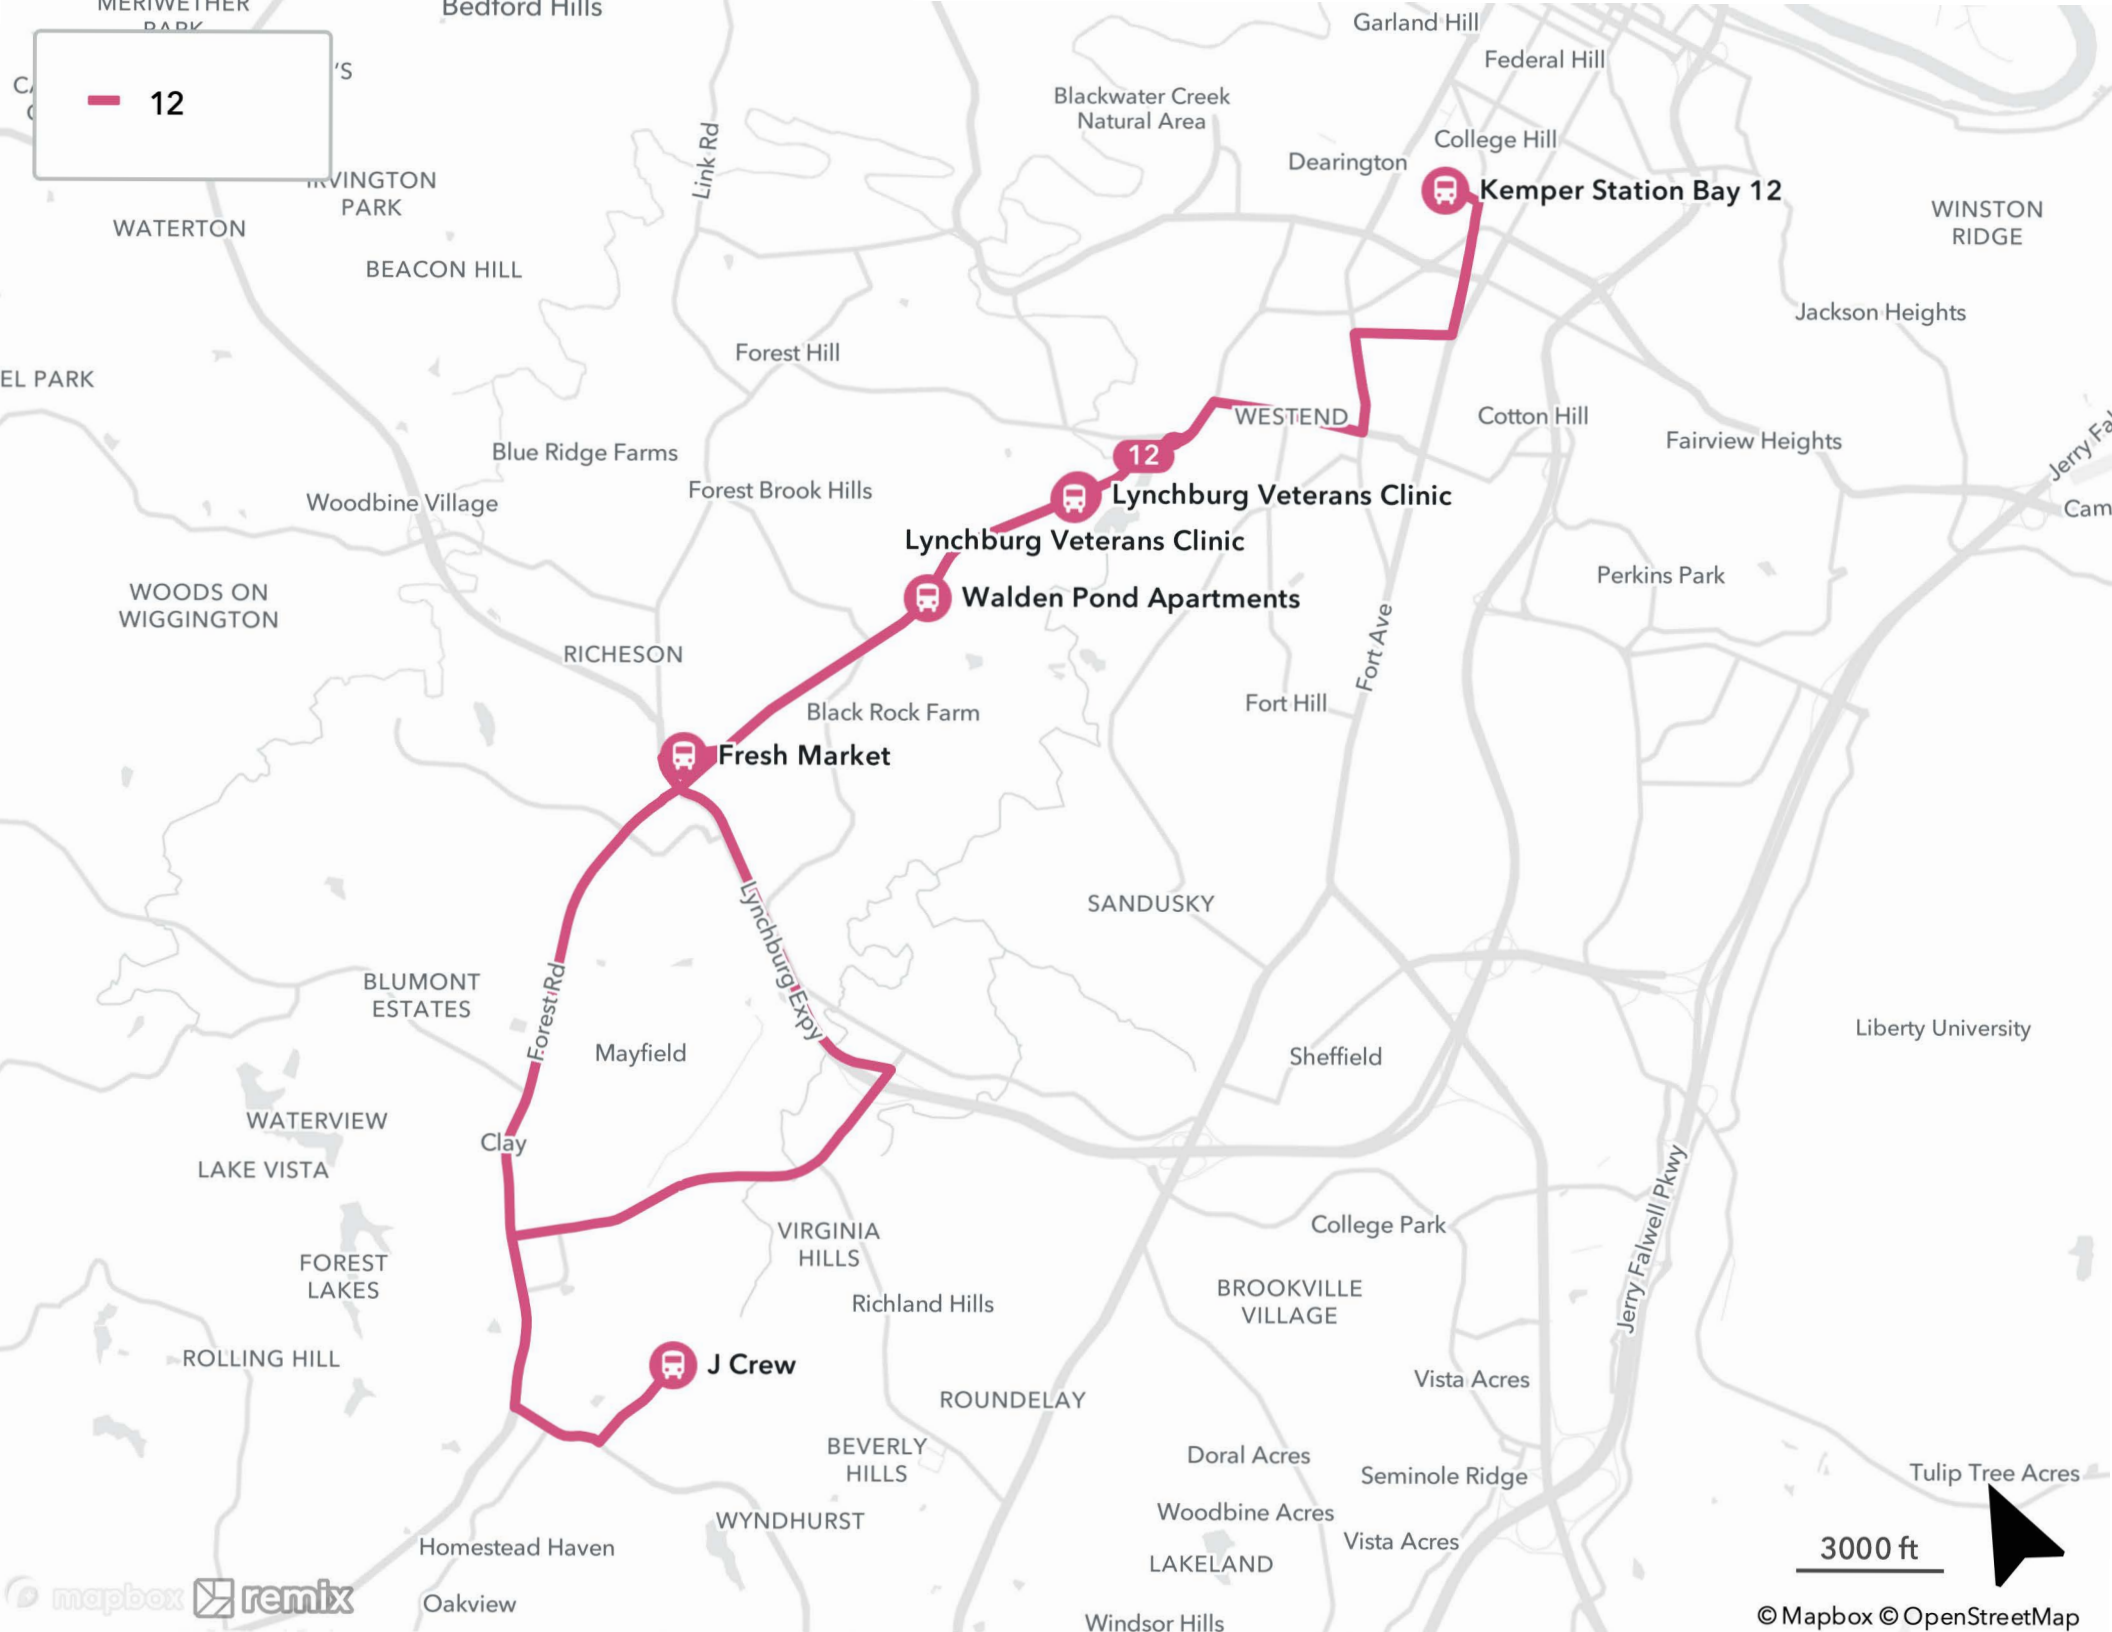 MERIWETHER
PARK
Bedford Hills
Garland Hill
Federal Hill
'S
12
Blackwater Creek
Natural Area
College Hill
Dearington
Link Rd
IRVINGTON
PARK
Kemper Station Bay 12
WATERTON
WINSTON
RIDGE
BEACON HILL
Jackson Heights
Forest Hill
EL PARK
WESTEND
Cotton Hill
Fairview Heights
Jerry Fa
Blue Ridge Farms
12
Forest Brook Hills
Lynchburg Veterans Clinic
Woodbine Village
Cam
Lynchburg Veterans Clinic
Perkins Park
WOODS ON
WIGGINGTON
Walden Pond Apartments
Fort Ave
RICHESON
Fort Hill
Black Rock Farm
Fresh Market
SANDUSKY
Lynchburg Expy
BLUMONT
ESTATES
Forest Rd
Mayfield
Sheffield
Liberty University
WATERVIEW
Clay
LAKE VISTA
Jerry Falwell Pkwy
VIRGINIA
HILLS
College Park
FOREST
LAKES
BROOKVILLE
VILLAGE
Richland Hills
ROLLING HILL
J Crew
Vista Acres
ROUNDELAY
BEVERLY
HILLS
Doral Acres
Seminole Ridge
Tulip Tree Acres
WYNDHURST
Woodbine Acres
Vista Acres
Homestead Haven
LAKELAND
3000 ft
mapbox
remix
Oakview
Windsor Hills
© Mapbox © OpenStreetMap